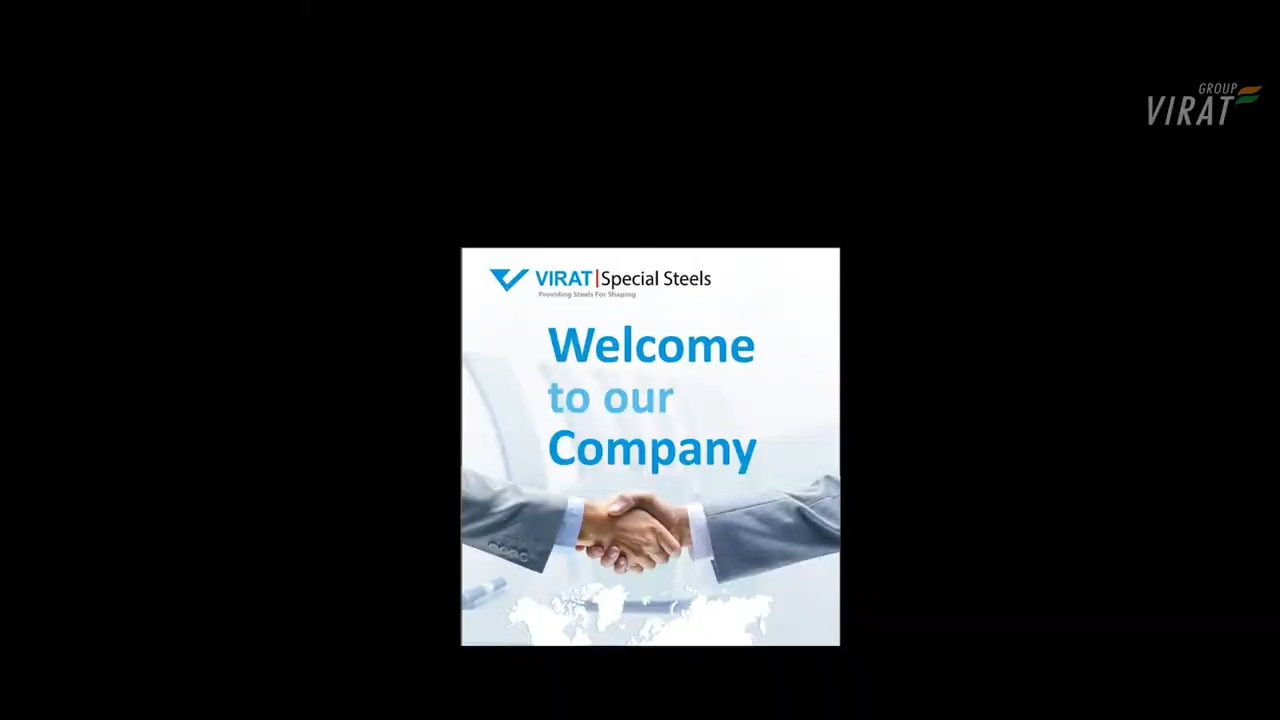 GROUP
VIRAT
VIRAT|Special Steels
Providing Steels For Shaping
Welcome
to our
Company